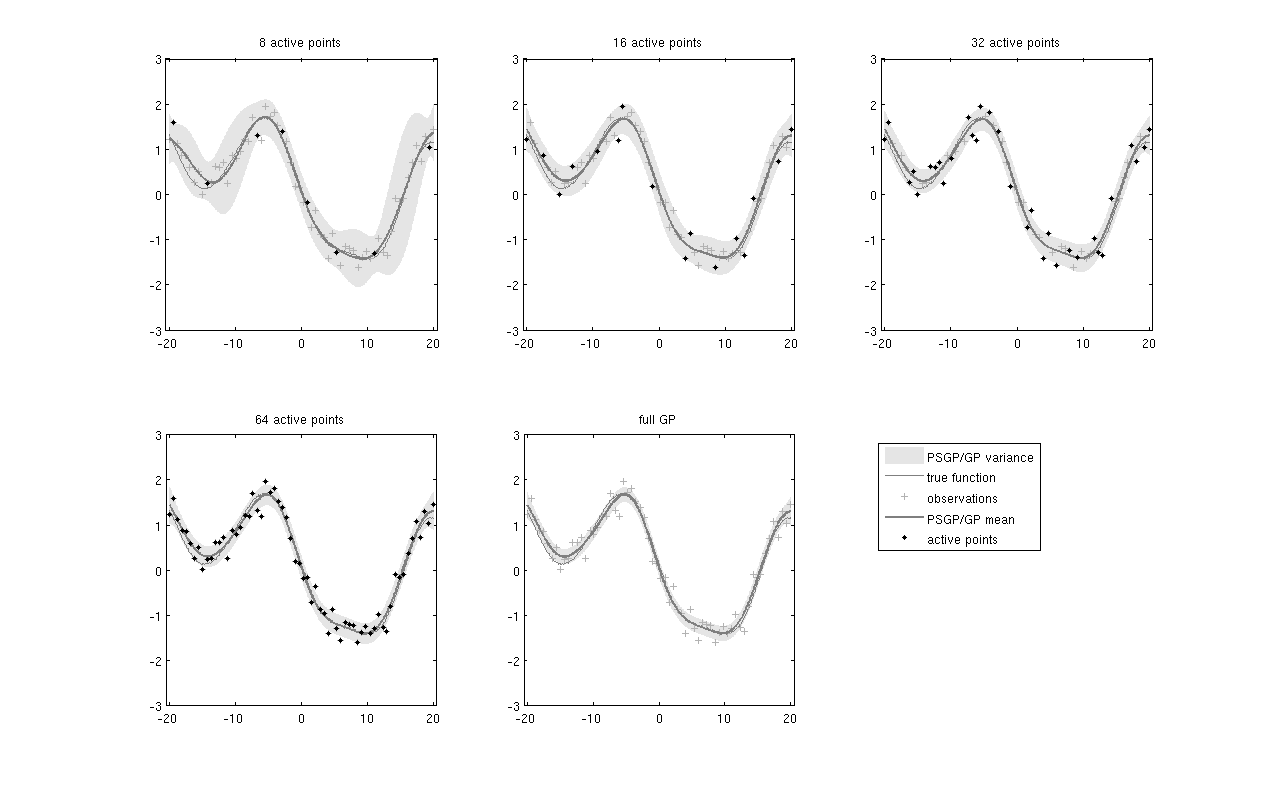 8 active points
16 active points
32 active points
3
2
1
0
-1
-2
-3
-20 -10 0 10 20
3
2
1
0
-1
-2
-3
-20 -10 0 10 20
3
2
1
0
-1
-2
-3
-20 -10 0 10 20
64 active points
full GP
3
2
1
0
-1
-2
-3
-20 -10 0 10 20
3
2
1
0
-1
-2
-3
-20 -10 0 10 20
PSGP/GP variance
true function
observations
PSGP/GP mean
active points